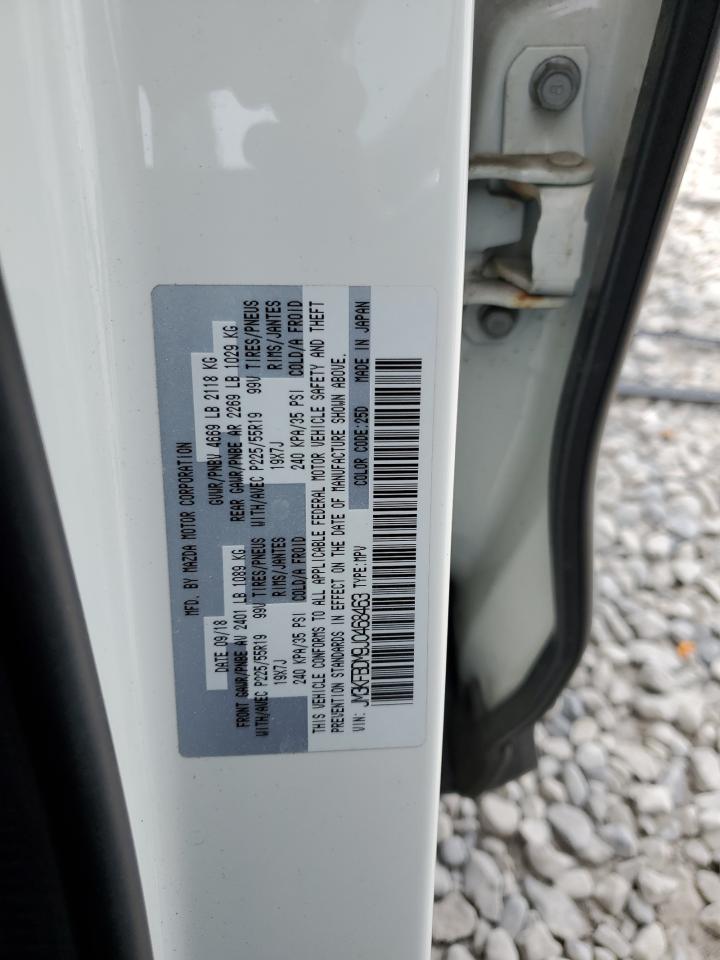 MFD. BY MAZDA MOTOR CORPORATION
DATE 09/18 GVWR/PNBV 4669 LB 2118 KG
FRONT GAWR/PNBE AV 2401 LB 1089 KG REAR GAWR/PNBE AR 2269 LB 1029 KG
WITH/AVEC P225/55R19 99V TIRES/PNEUS WITH/AVEC P225/55R19 99V TIRES/PNEUS
19X7J RIMS/JANTES 19X7J RIMS/JANTES
240 KPA/35 PSI COLD/A FROID 240 KPA/35 PSI COLD/A FROID
THIS VEHICLE CONFORMS TO ALL APPLICABLE FEDERAL MOTOR VEHICLE SAFETY AND THEFT
PREVENTION STANDARDS IN EFFECT ON THE DATE OF MANUFACTURE SHOWN ABOVE.
VIN: JM3KFBDM9J0468463 TYPE:MPV COLOR CODE:25D MADE IN JAPAN
8